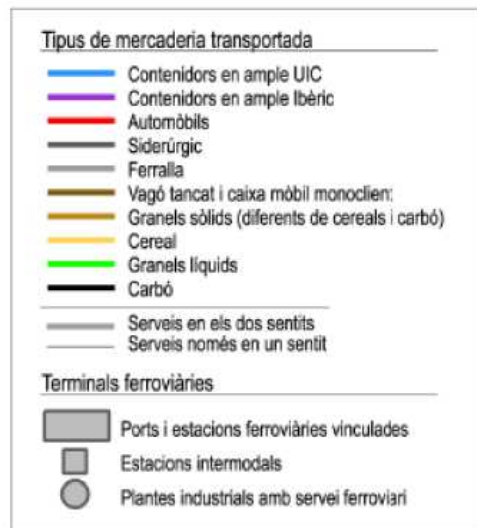 Tipus de mercaderia transportada
Contenidors en ample UIC
Contenidors en ample Ibèric
Automòbils
Siderúrgic
Ferralla
Vagó tancat i caixa mòbil monoclien:
Granels sòlids (diferents de cereals i carbó)
Cereal
Granels líquids
Carbó
Serveis en els dos sentits
Serveis només en un sentit
Terminals ferroviàries
Ports i estacions ferroviàries vinculades
Estacions intermodals
Plantes industrials amb servei ferroviari